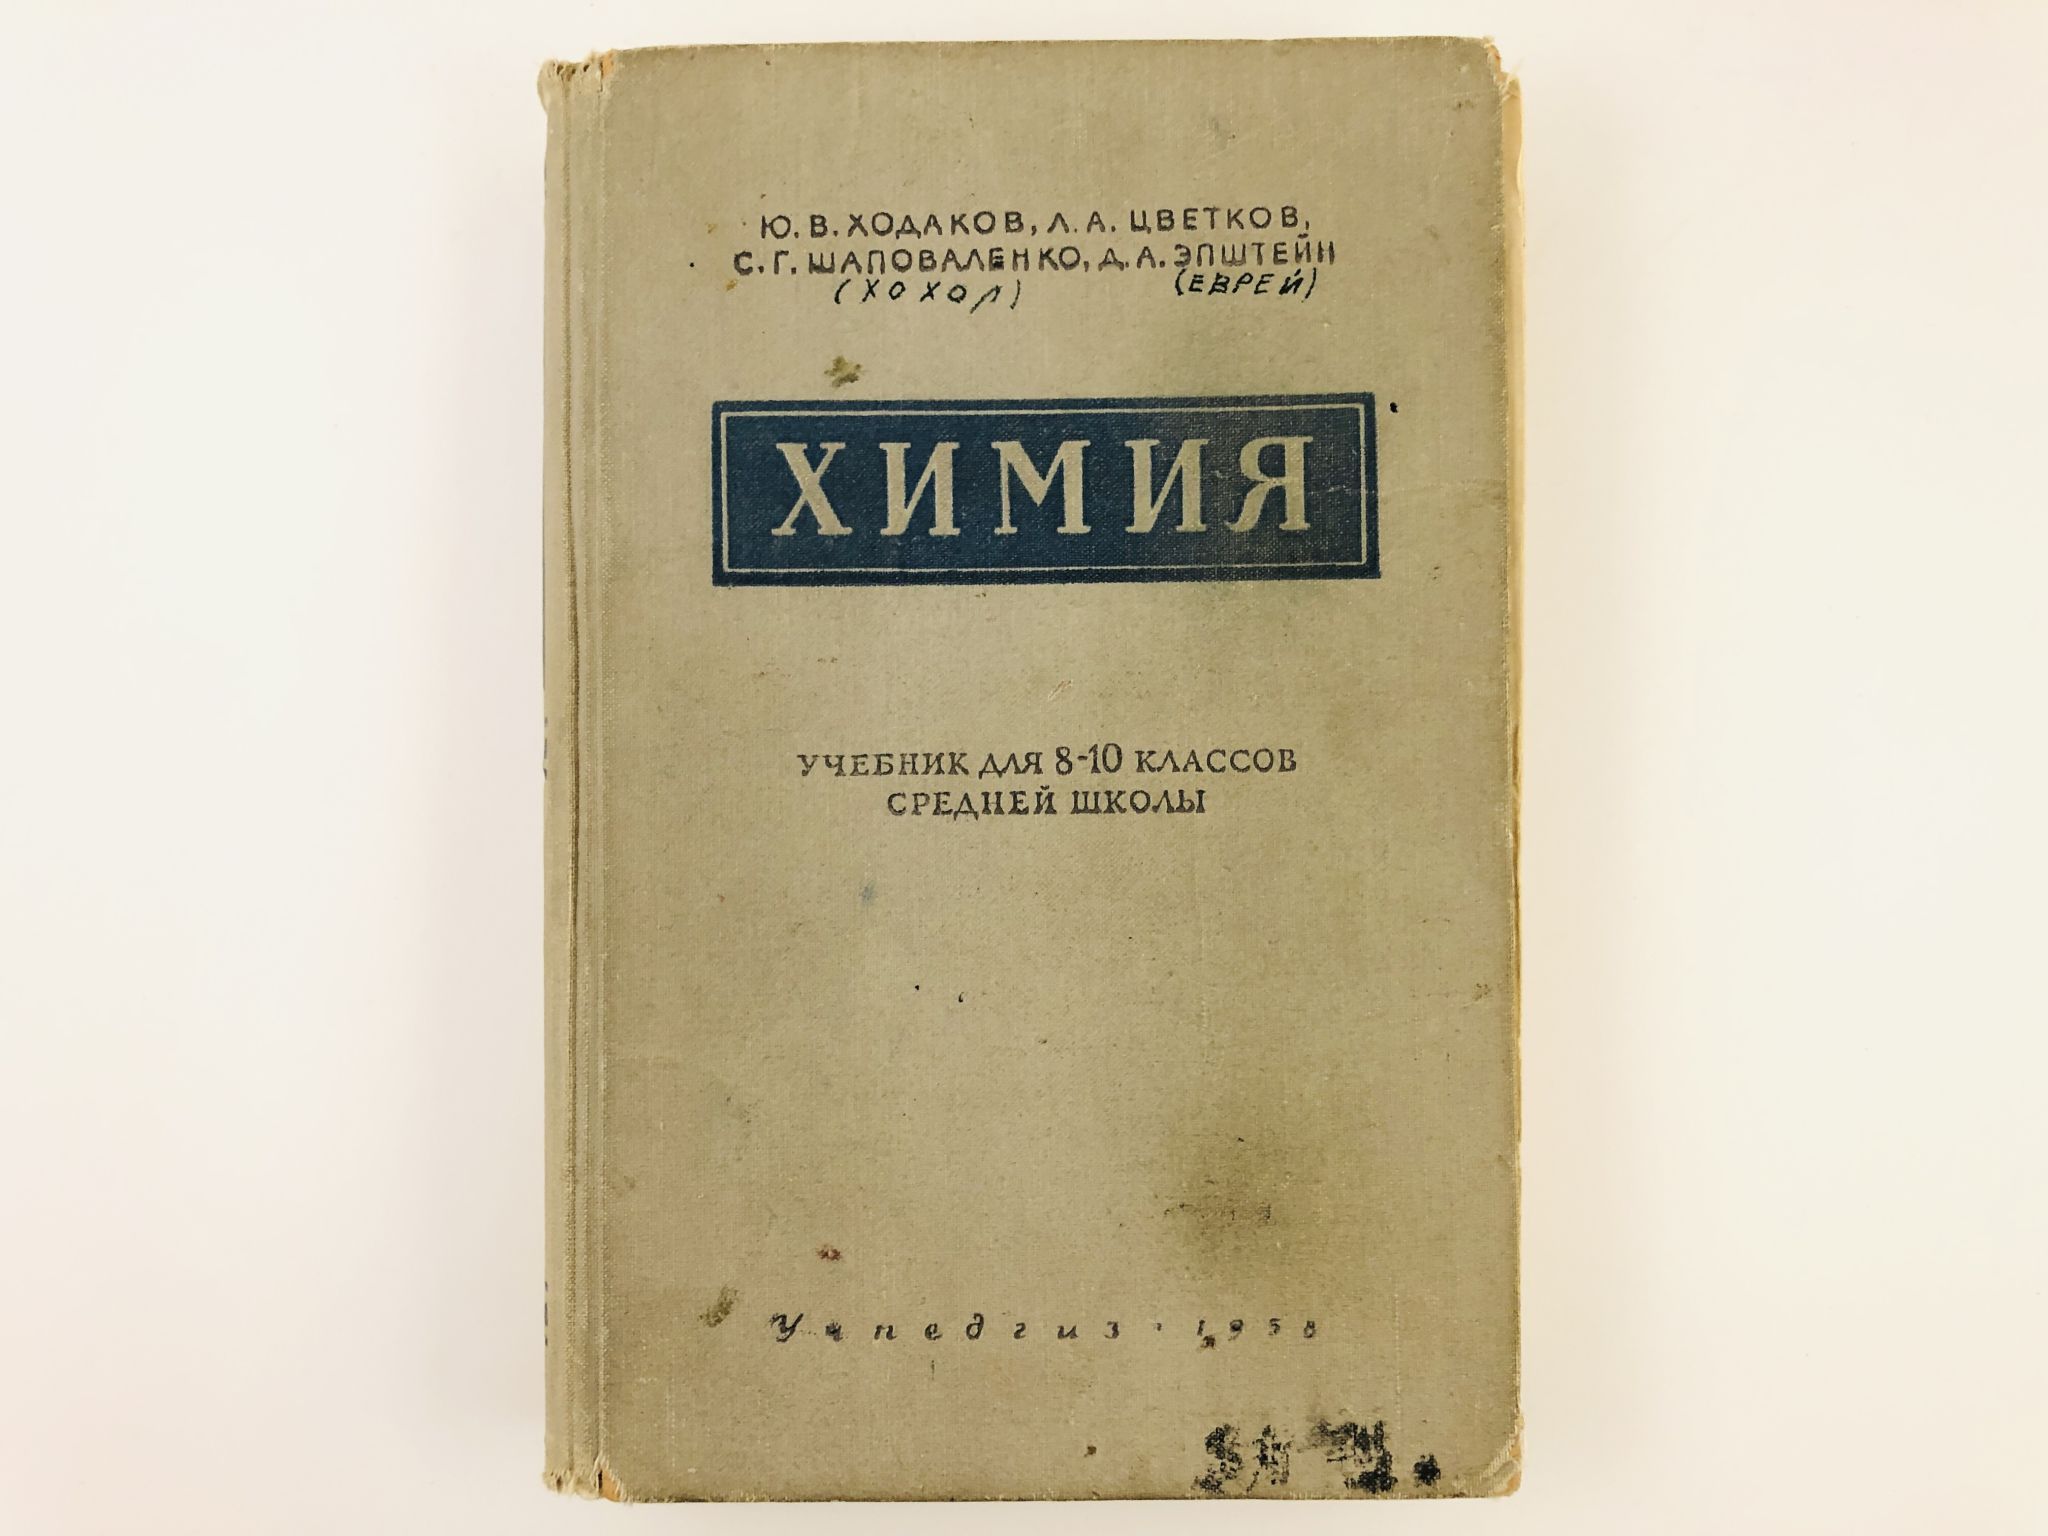 Ю. В. ХОДАКОВ, Л. А. ЦВЕТКОВ,
С. Г. ШАПОВАЛЕНКО, Д. А. ЭПШТЕЙН
(ХОХОЛ) (ЕВРЕЙ)
ХИМИЯ
УЧЕБНИК ДЛЯ 8-10 КЛАССОВ
СРЕДНЕЙ ШКОЛЫ
Учпедгиз · 1958